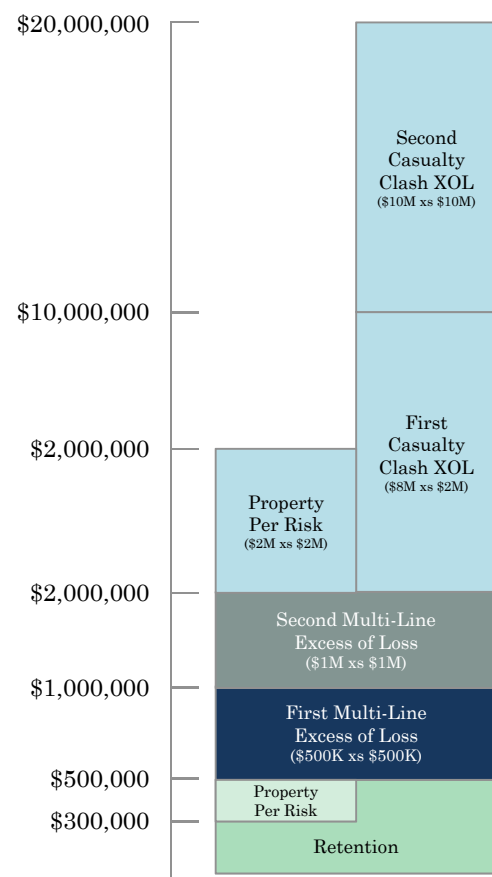 $20,000,000
Second
Casualty
Clash XOL
($10M xs $10M)
$10,000,000
First
Casualty
Clash XOL
($8M xs $2M)
$2,000,000
Property
Per Risk
($2M xs $2M)
$2,000,000
Second Multi-Line
Excess of Loss
($1M xs $1M)
$1,000,000
First Multi-Line
Excess of Loss
($500K xs $500K)
$500,000
Property
Per Risk
$300,000
Retention